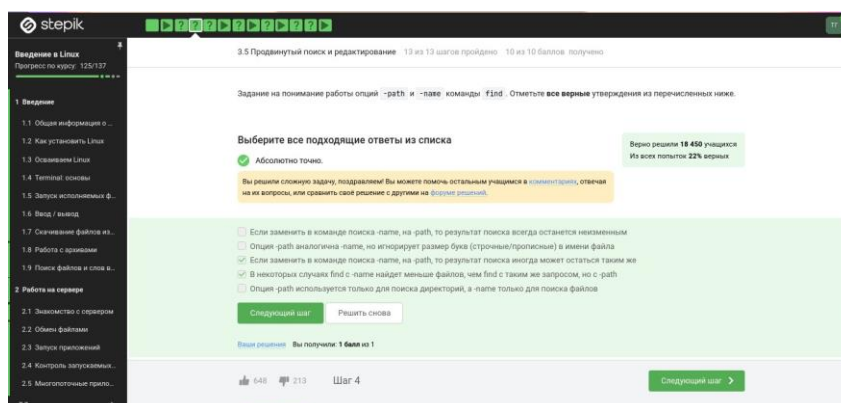 stepik
ТГ
Введение в Linux
Прогресс по курсу: 125/137
3.5 Продвинутый поиск и редактирование 13 из 13 шагов пройдено 10 из 10 баллов получено
1 Введение
1.1 Общая информация о ...
1.2 Как установить Linux
1.3 Осваиваем Linux
1.4 Terminal: основы
1.5 Запуск исполняемых ф...
1.6 Ввод / вывод
1.7 Скачивание файлов из...
1.8 Работа с архивами
1.9 Поиск файлов и слов в...
2 Работа на сервере
2.1 Знакомство с сервером
2.2 Обмен файлами
2.3 Запуск приложений
2.4 Контроль запускаемых...
2.5 Многопоточные прило...
Задание на понимание работы опций -path и -name команды find. Отметьте все верные утверждения из перечисленных ниже.
Выберите все подходящие ответы из списка
Верно решили 18 450 учащихся
Из всех попыток 22% верных
Абсолютно точно.
Вы решили сложную задачу, поздравляем! Вы можете помочь остальным учащимся в комментариях, отвечая
на их вопросы, или сравнить своё решение с другими на форуме решений.
Если заменить в команде поиска -name, на -path, то результат поиска всегда останется неизменным
Опция -path аналогична -name, но игнорирует размер букв (строчные/прописные) в имени файла
Если заменить в команде поиска -name, на -path, то результат поиска иногда может остаться таким же
В некоторых случаях find с -name найдет меньше файлов, чем find с таким же запросом, но с -path
Опция -path используется только для поиска директорий, а -name только для поиска файлов
Следующий шаг
Решить снова
Ваши решения Вы получили: 1 балл из 1
648 213 Шаг 4
Следующий шаг